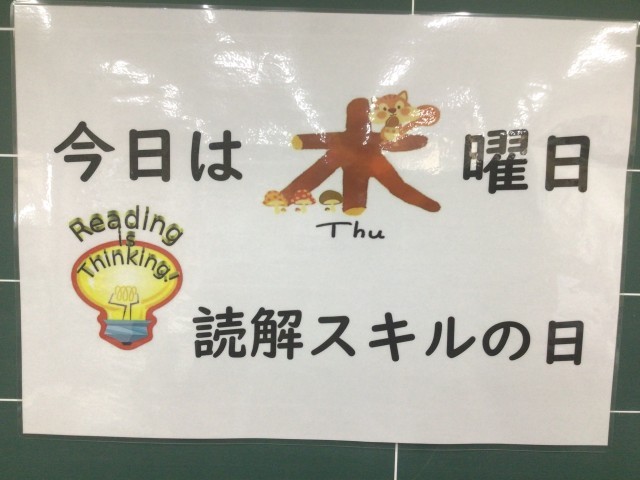 今日は木曜日
Thu
Reading
is
Thinking!
読解スキルの日